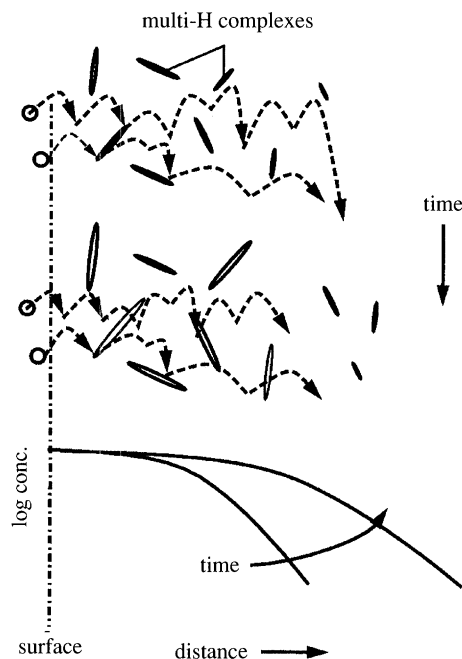 multi-H complexes
time
log conc.
time
surface
distance